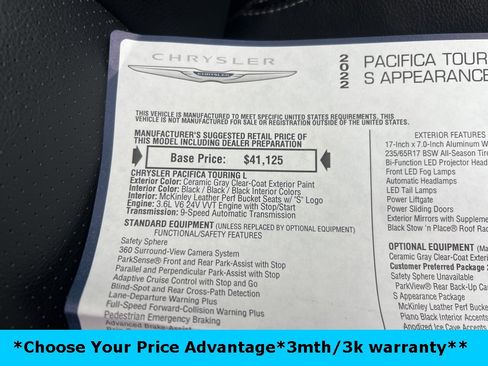 CHRYSLER
CHRYSLER
2022
PACIFICA TOURI
S APPEARANCE
THIS VEHICLE IS MANUFACTURED TO MEET SPECIFIC UNITED STATES REQUIREMENTS. THIS
VEHICLE IS NOT MANUFACTURED FOR SALE OR REGISTRATION OUTSIDE OF THE UNITED STATES.
MANUFACTURER'S SUGGESTED RETAIL PRICE OF
THIS MODEL INCLUDING DEALER PREPARATION
Base Price: $41,125
CHRYSLER PACIFICA TOURING L
Exterior Color: Ceramic Gray Clear-Coat Exterior Paint
Interior Color: Black / Black / Black Interior Colors
Interior: McKinley Leather Perf Bucket Seats w/ "S" Logo
Engine: 3.6L V6 24V VVT Engine with Stop/Start
Transmission: 9-Speed Automatic Transmission
STANDARD EQUIPMENT (UNLESS REPLACED BY OPTIONAL EQUIPMENT)
FUNCTIONAL/SAFETY FEATURES
Safety Sphere
360 Surround-View Camera System
ParkSense® Front and Rear Park-Assist with Stop
Parallel and Perpendicular Park-Assist with Stop
Adaptive Cruise Control with Stop and Go
Blind-Spot and Rear Cross-Path Detection
Lane-Departure Warning Plus
Full-Speed Forward-Collision Warning Plus
Pedestrian Emergency Braking
Advanced Brake-Assist
EXTERIOR FEATURES
17-Inch x 7.0-Inch Aluminum W
235/65R17 BSW All-Season Tire
Bi-Function LED Projector Head
Front LED Fog Lamps
Automatic Headlamps
LED Tail Lamps
Power Liftgate
Power Sliding Doors
Exterior Mirrors with Suppleme
Black Stow 'n Place® Roof Rac
OPTIONAL EQUIPMENT
Ceramic Gray Clear-Coat Exter
Customer Preferred Package 2
Safety Sphere Unavailable
ParkView® Rear Back-Up Cam
S Appearance Package
McKinley Leather Perf Bucket
Piano Black Interior Accents
Anodized Ice Cave Accents
*Choose Your Price Advantage*3mth/3k warranty**